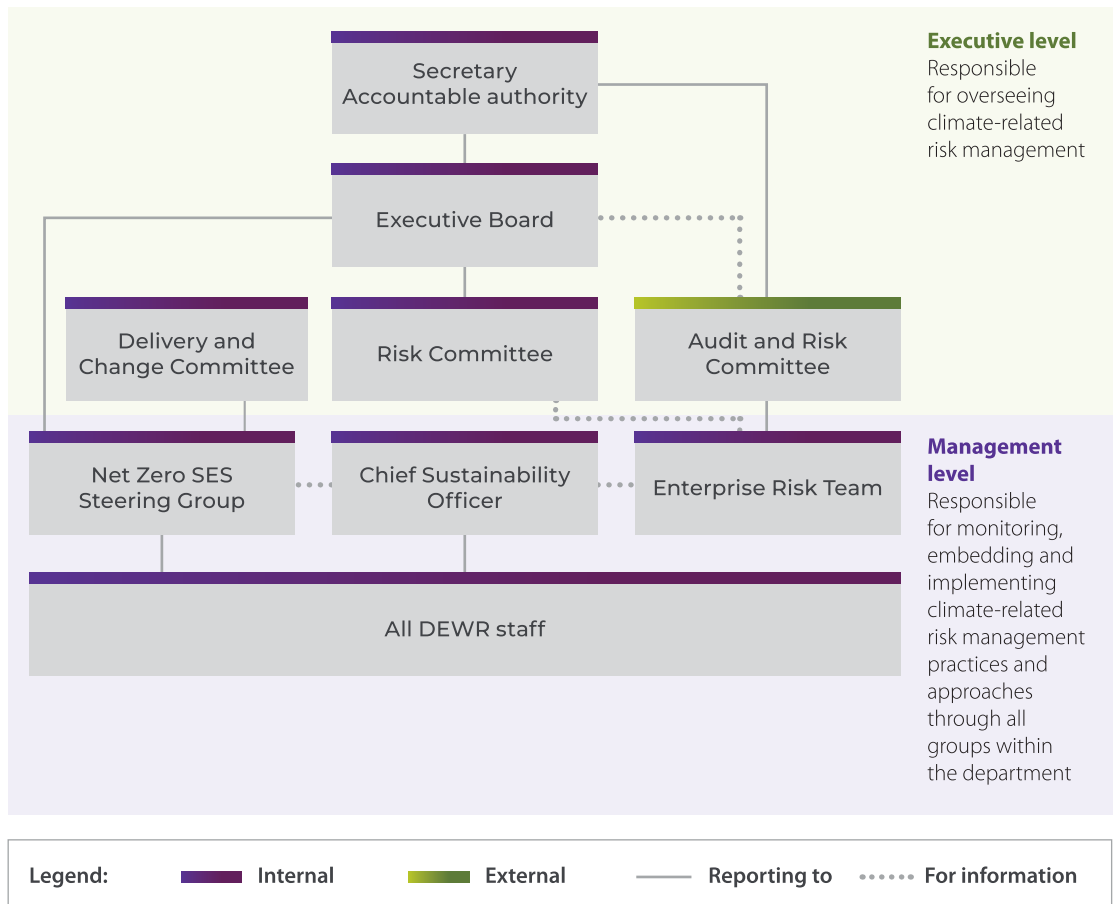 Secretary
Accountable authority
Executive level
Responsible
for overseeing
climate-related
risk management
Executive Board
Delivery and
Change Committee
Risk Committee
Audit and Risk
Committee
Net Zero SES
Steering Group
Chief Sustainability
Officer
Enterprise Risk Team
Management
level
Responsible
for monitoring,
embedding and
implementing
climate-related
risk management
practices and
approaches
through all
groups within
the department
All DEWR staff
Legend:
Internal
External
Reporting to
For information